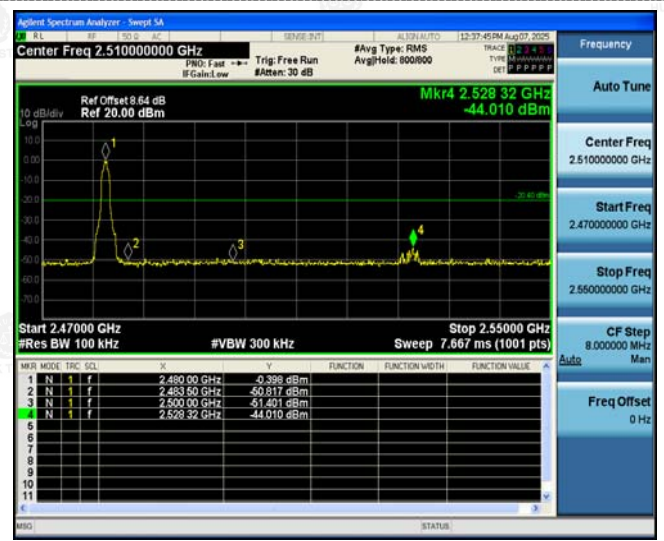 Agilent Spectrum Analyzer - Swept SA
RL RF 50 Ω AC SENSE:INT ALIGN AUTO 12:37:45 PM Aug 07, 2025
Center Freq 2.510000000 GHz
PNO: Fast Trig: Free Run
IFGain:Low #Atten: 30 dB
#Avg Type: RMS
Avg|Hold: 800/800
TRACE 1 2 3 4 5 6
TYPE
DET P P P P P P
Frequency
Auto Tune
Center Freq
2.510000000 GHz
Start Freq
2.470000000 GHz
Stop Freq
2.550000000 GHz
CF Step
8.000000 MHz
Auto Man
Freq Offset
0 Hz
Mkr4 2.528 32 GHz
-44.010 dBm
Ref Offset 8.64 dB
10 dB/div Ref 20.00 dBm
Log
10.0
0.00
-10.0
-20.0
-30.0
-40.0
-50.0
-60.0
-70.0
1
2
3
4
-20.40 dBm
Start 2.47000 GHz Stop 2.55000 GHz
#Res BW 100 kHz #VBW 300 kHz Sweep 7.667 ms (1001 pts)
MKR MODE TRC SCL X Y FUNCTION FUNCTION WIDTH FUNCTION VALUE
1 N 1 f 2.480 00 GHz -0.398 dBm
2 N 1 f 2.483 50 GHz -50.817 dBm
3 N 1 f 2.500 00 GHz -51.401 dBm
4 N 1 f 2.528 32 GHz -44.010 dBm
5
6
7
8
9
10
11
MSG STATUS